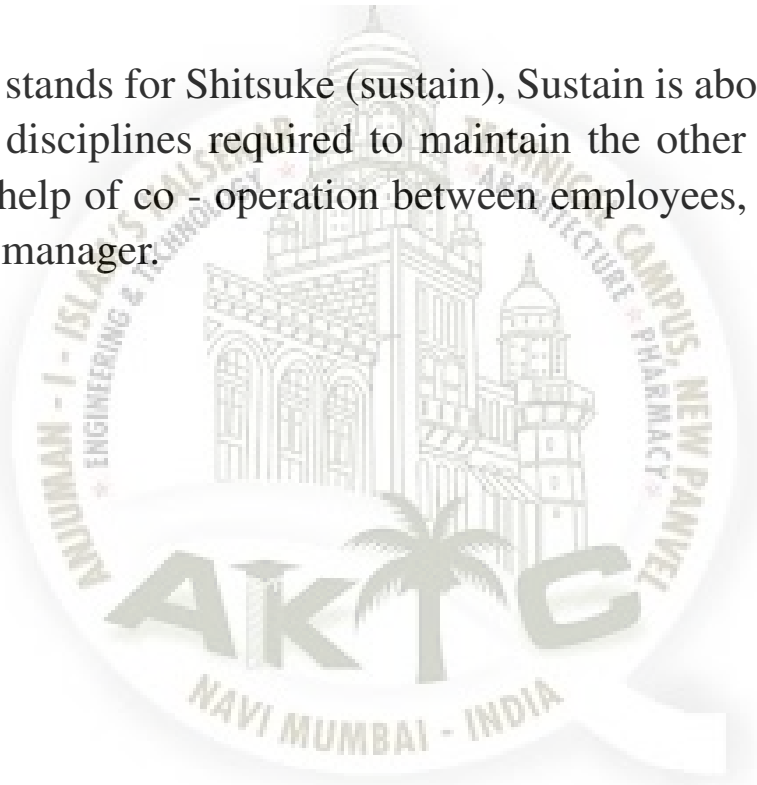 stands for Shitsuke (sustain), Sustain is abo
disciplines required to maintain the other
help of co - operation between employees,
manager.
ANJUMAN - I - ISLAM'S KALSEKAR TECHNICAL CAMPUS, NEW PANVEL
ENGINEERING & TECHNOLOGY * ARCHITECTURE * PHARMACY *
AKTC
NAVI MUMBAI - INDIA